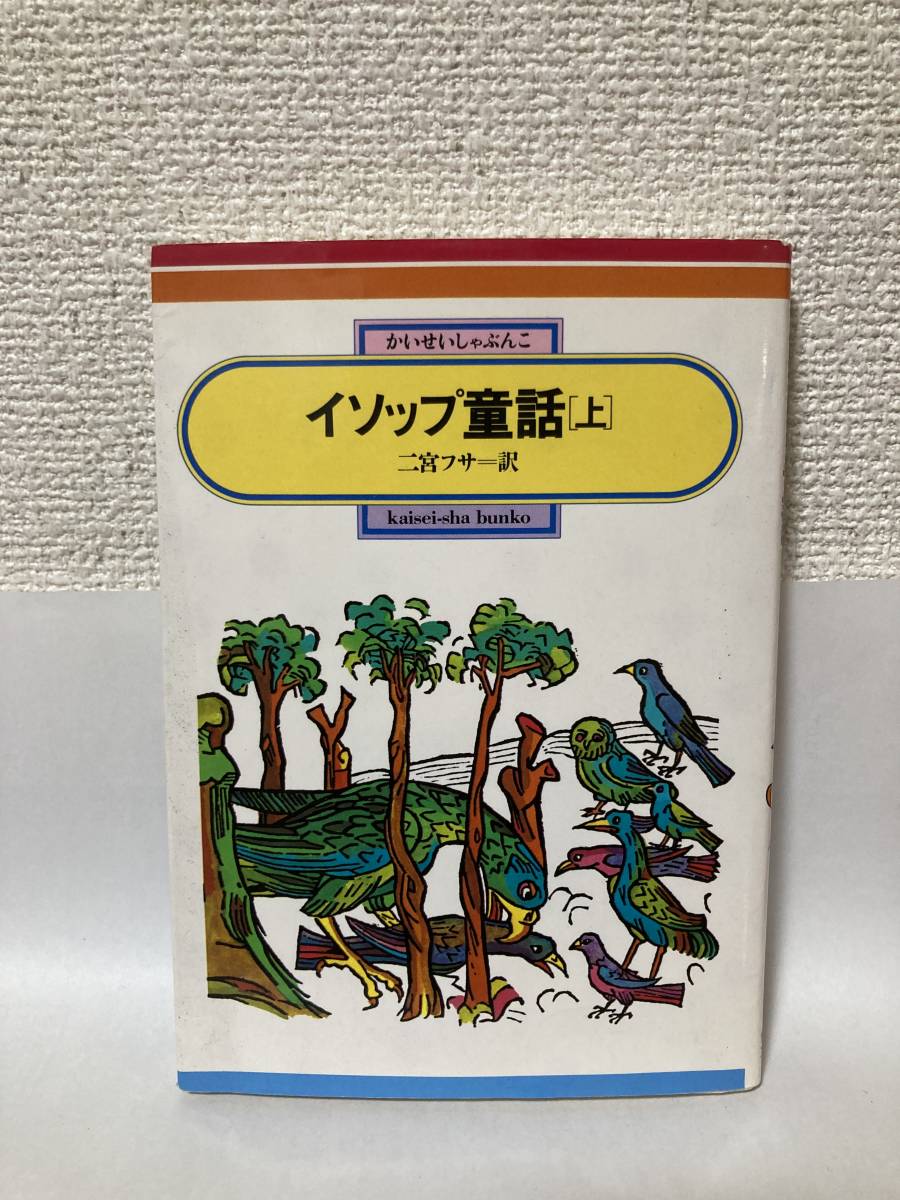 かいせいしゃぶんこ
イソップ童話[上]
二宮フサ=訳
kaisei-sha bunko